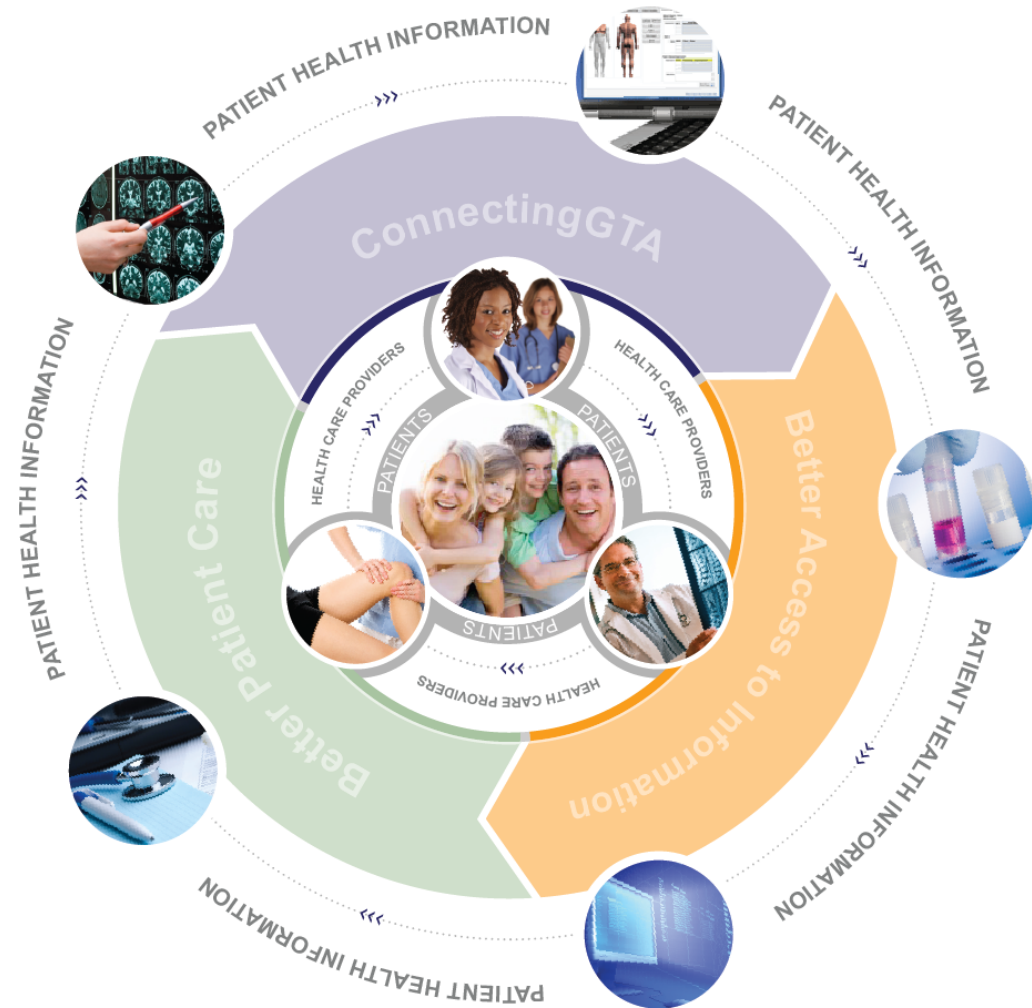 PATIENT HEALTH INFORMATION
PATIENT HEALTH INFORMATION
PATIENT HEALTH INFORMATION
PATIENT HEALTH INFORMATION
PATIENT HEALTH INFORMATION
ConnectingGTA
Better Access to Information
Better Patient Care
HEALTH CARE PROVIDERS
HEALTH CARE PROVIDERS
HEALTH CARE PROVIDERS
PATIENTS
PATIENTS
PATIENTS